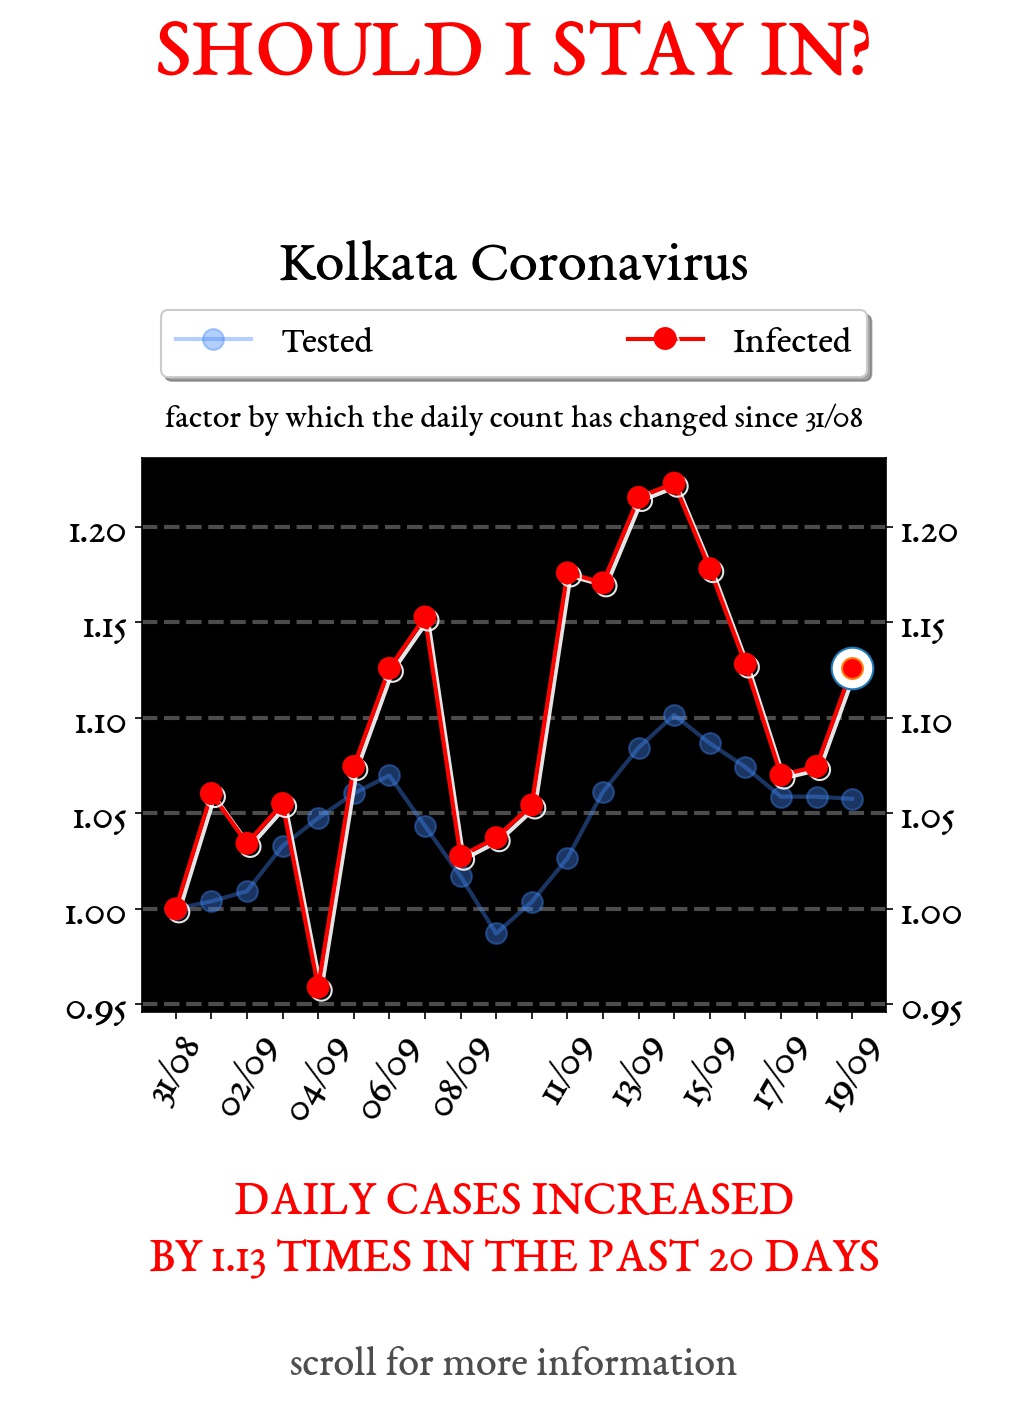 SHOULD I STAY IN?
Kolkata Coronavirus
Tested Infected
factor by which the daily count has changed since 31/08
1.20 1.20
1.15 1.15
1.10 1.10
1.05 1.05
1.00 1.00
0.95 0.95
31/08 02/09 04/09 06/09 08/09 11/09 13/09 15/09 17/09 19/09
DAILY CASES INCREASED
BY 1.13 TIMES IN THE PAST 20 DAYS
scroll for more information